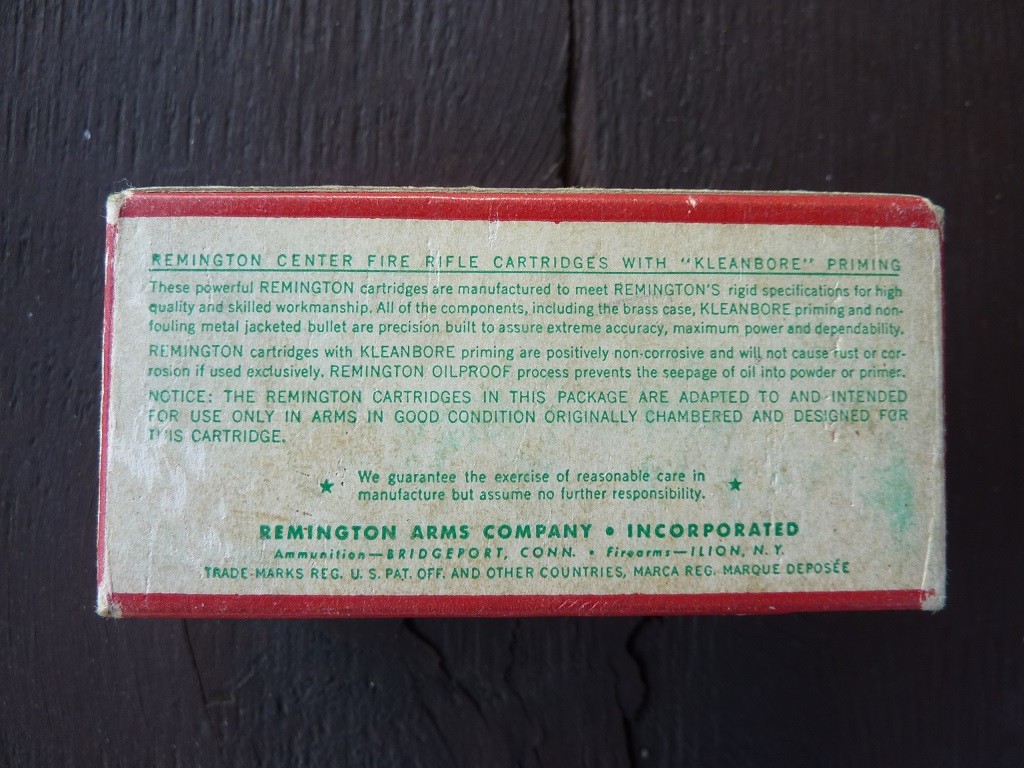 REMINGTON CENTER FIRE RIFLE CARTRIDGES WITH "KLEANBORE" PRIMING
These powerful REMINGTON cartridges are manufactured to meet REMINGTON'S rigid specifications for high
quality and skilled workmanship. All of the components, including the brass case, KLEANBORE priming and non-
fouling metal jacketed bullet are precision built to assure extreme accuracy, maximum power and dependability.
REMINGTON cartridges with KLEANBORE priming are positively non-corrosive and will not cause rust or cor-
rosion if used exclusively. REMINGTON OILPROOF process prevents the seepage of oil into powder or primer.
NOTICE: THE REMINGTON CARTRIDGES IN THIS PACKAGE ARE ADAPTED TO AND INTENDED
FOR USE ONLY IN ARMS IN GOOD CONDITION ORIGINALLY CHAMBERED AND DESIGNED FOR
THIS CARTRIDGE.
★ We guarantee the exercise of reasonable care in ★
manufacture but assume no further responsibility.
REMINGTON ARMS COMPANY • INCORPORATED
Ammunition—BRIDGEPORT, CONN. • Firearms—ILION, N.Y.
TRADE-MARKS REG. U.S. PAT. OFF. AND OTHER COUNTRIES, MARCA REG. MARQUE DEPOSÉE